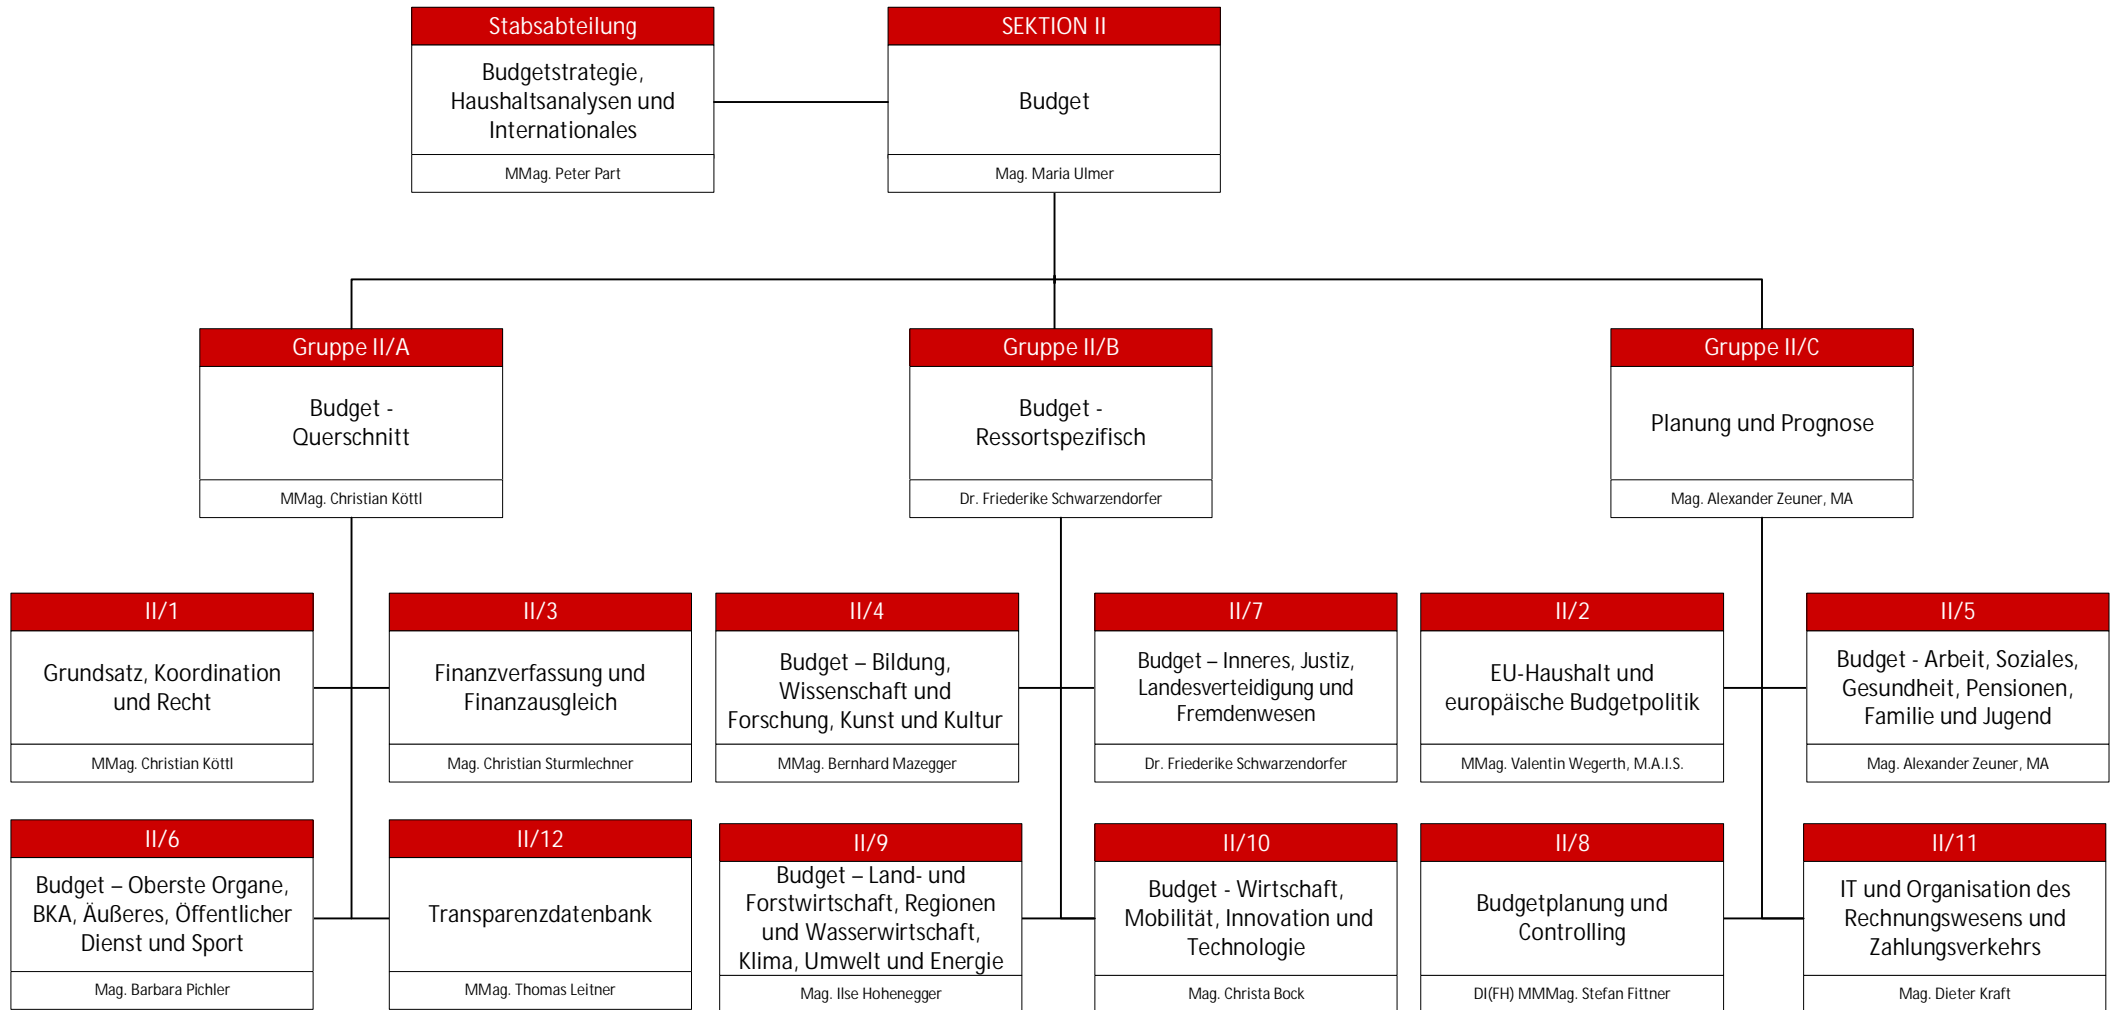 Stabsabteilung
Budgetstrategie,
Haushaltsanalysen und
Internationales
MMag. Peter Part
SEKTION II
Budget
Mag. Maria Ulmer
Gruppe II/A
Budget -
Querschnitt
MMag. Christian Köttl
Gruppe II/B
Budget -
Ressortspezifisch
Dr. Friederike Schwarzendorfer
Gruppe II/C
Planung und Prognose
Mag. Alexander Zeuner, MA
II/1
Grundsatz, Koordination
und Recht
MMag. Christian Köttl
II/3
Finanzverfassung und
Finanzausgleich
Mag. Christian Sturmlechner
II/4
Budget – Bildung,
Wissenschaft und
Forschung, Kunst und Kultur
MMag. Bernhard Mazegger
II/7
Budget – Inneres, Justiz,
Landesverteidigung und
Fremdenwesen
Dr. Friederike Schwarzendorfer
II/2
EU-Haushalt und
europäische Budgetpolitik
MMag. Valentin Wegerth, M.A.I.S.
II/5
Budget - Arbeit, Soziales,
Gesundheit, Pensionen,
Familie und Jugend
Mag. Alexander Zeuner, MA
II/6
Budget – Oberste Organe,
BKA, Äußeres, Öffentlicher
Dienst und Sport
Mag. Barbara Pichler
II/12
Transparenzdatenbank
MMag. Thomas Leitner
II/9
Budget – Land- und
Forstwirtschaft, Regionen
und Wasserwirtschaft,
Klima, Umwelt und Energie
Mag. Ilse Hohenegger
II/10
Budget - Wirtschaft,
Mobilität, Innovation und
Technologie
Mag. Christa Bock
II/8
Budgetplanung und
Controlling
DI(FH) MMMag. Stefan Fittner
II/11
IT und Organisation des
Rechnungswesens und
Zahlungsverkehrs
Mag. Dieter Kraft